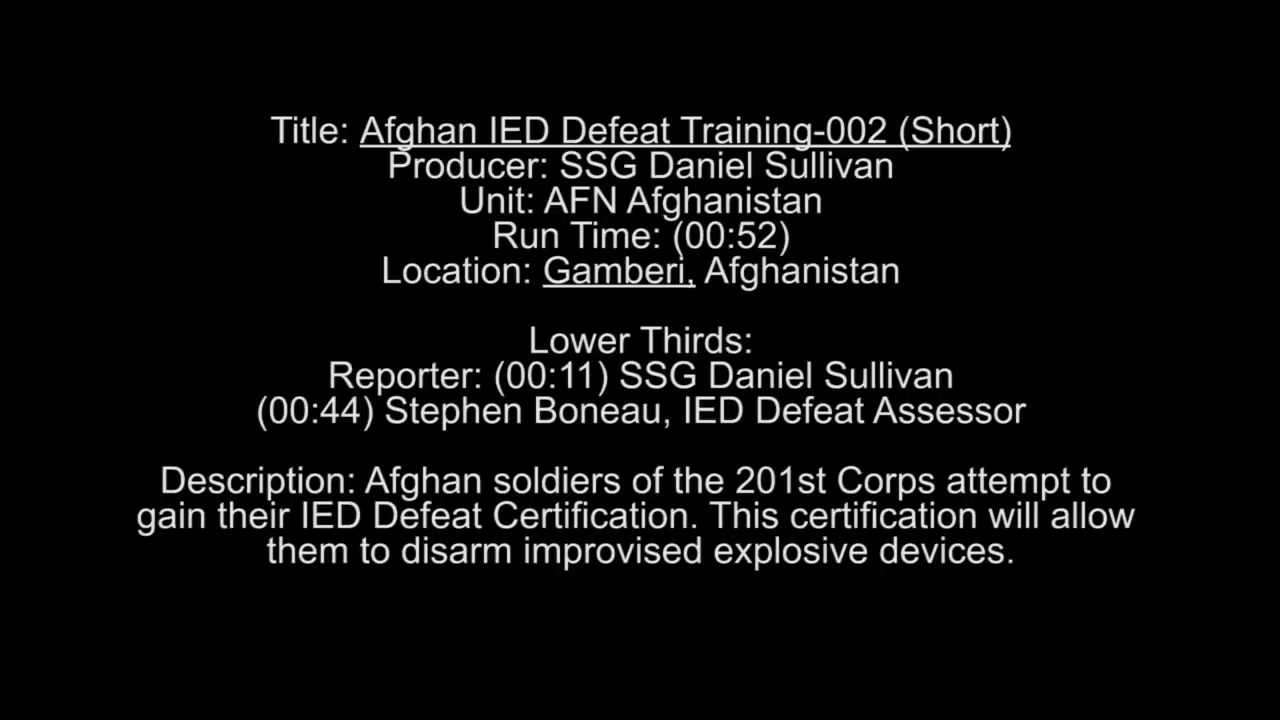 Title: Afghan IED Defeat Training-002 (Short)
Producer: SSG Daniel Sullivan
Unit: AFN Afghanistan
Run Time: (00:52)
Location: Gamberi, Afghanistan
Lower Thirds:
Reporter: (00:11) SSG Daniel Sullivan
(00:44) Stephen Boneau, IED Defeat Assessor
Description: Afghan soldiers of the 201st Corps attempt to
gain their IED Defeat Certification. This certification will allow
them to disarm improvised explosive devices.